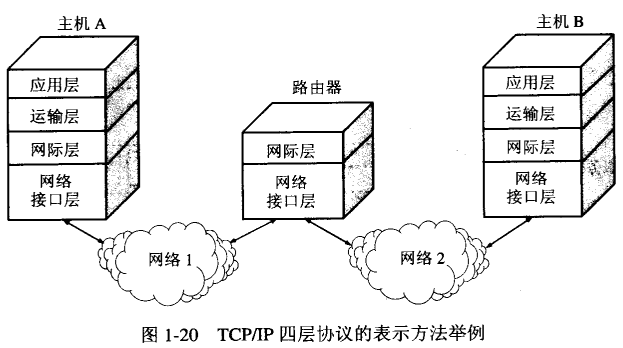 主机 A
应用层
运输层
网际层
网络
接口层
路由器
网际层
网络
接口层
主机 B
应用层
运输层
网际层
网络
接口层
网络 1
网络 2
图 1-20 TCP/IP 四层协议的表示方法举例